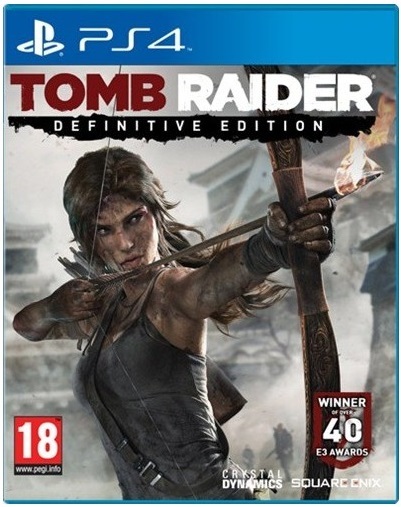 PS4
TOMB RAIDER
DEFINITIVE EDITION
WINNER
OF OVER
40
E3 AWARDS
18
www.pegi.info
CRYSTAL
DYNAMICS
SQUARE ENIX